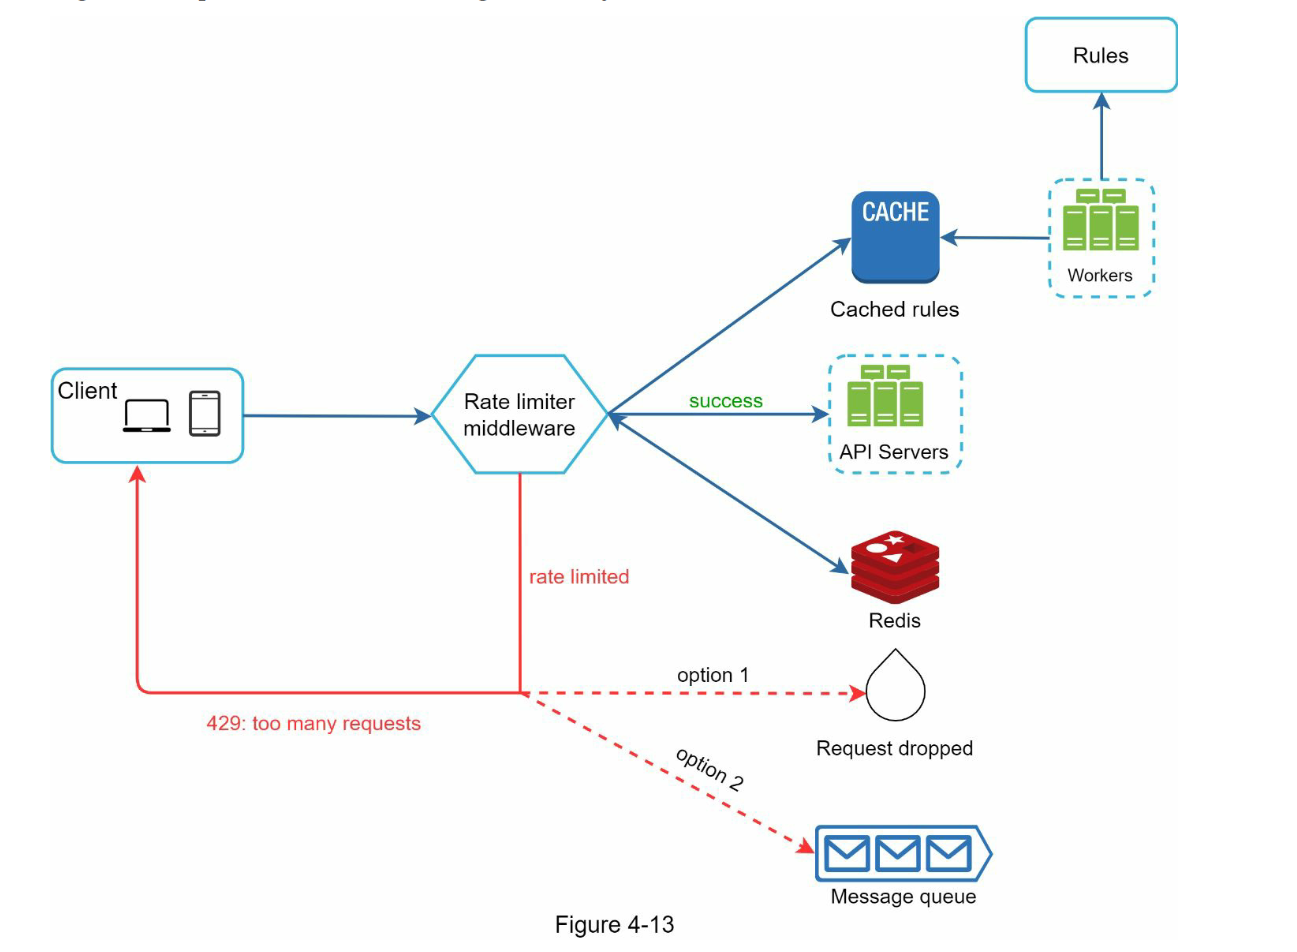 Rules
CACHE
Workers
Cached rules
Client
Rate limiter
middleware
success
API Servers
rate limited
Redis
option 1
429: too many requests
Request dropped
option 2
Message queue
Figure 4-13